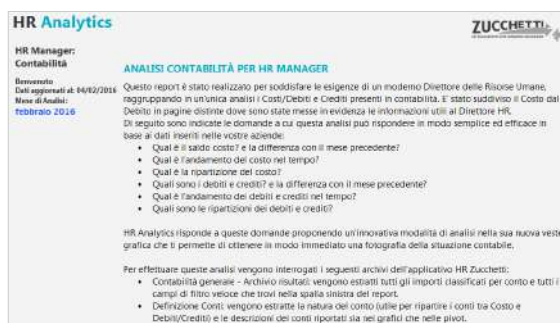 HR Analytics
ZUCCHETTI
HR Manager:
Contabilità
Benvenuto
Dati aggiornati al: 04/02/2016
Mese di Analisi:
febbraio 2016
ANALISI CONTABILITÀ PER HR MANAGER
Questo report è stato realizzato per soddisfare le esigenze di un moderno Direttore delle Risorse Umane,
raggruppando in un'unica analisi i Costi/Debiti e Crediti presenti in contabilità. E' stato suddiviso il Costo dal
Debito in pagine distinte dove sono state messe in evidenza le informazioni utili al Direttore HR.
Di seguito sono indicate le domande a cui questa analisi può rispondere in modo semplice ed efficace in
base ai dati inseriti nelle vostre aziende:
• Qual è il saldo costo? e la differenza con il mese precedente?
• Qual è l'andamento del costo nel tempo?
• Qual è la ripartizione del costo?
• Quali sono i debiti e crediti? e la differenza con il mese precedente?
• Qual è l'andamento dei debiti e crediti nel tempo?
• Quali sono le ripartizioni dei debiti e crediti?
HR Analytics risponde a queste domande proponendo un'innovativa modalità di analisi nella sua nuova veste
grafica che ti permette di ottenere in modo immediato una fotografia della situazione contabile.
Per effettuare queste analisi vengono interrogati i seguenti archivi dell'applicativo HR Zucchetti:
• Contabilità generale - Archivio risultati: vengono estratti tutti gli importi classificati per conto e tutti i
campi di filtro veloce che trovi nella spalla sinistra del report.
• Definizione Conti: vengono estratte la natura del conto (utile per ripartire i conti tra Costo e
Debiti/Crediti) e le descrizioni dei conti riportati sia nei grafici che nelle pivot.